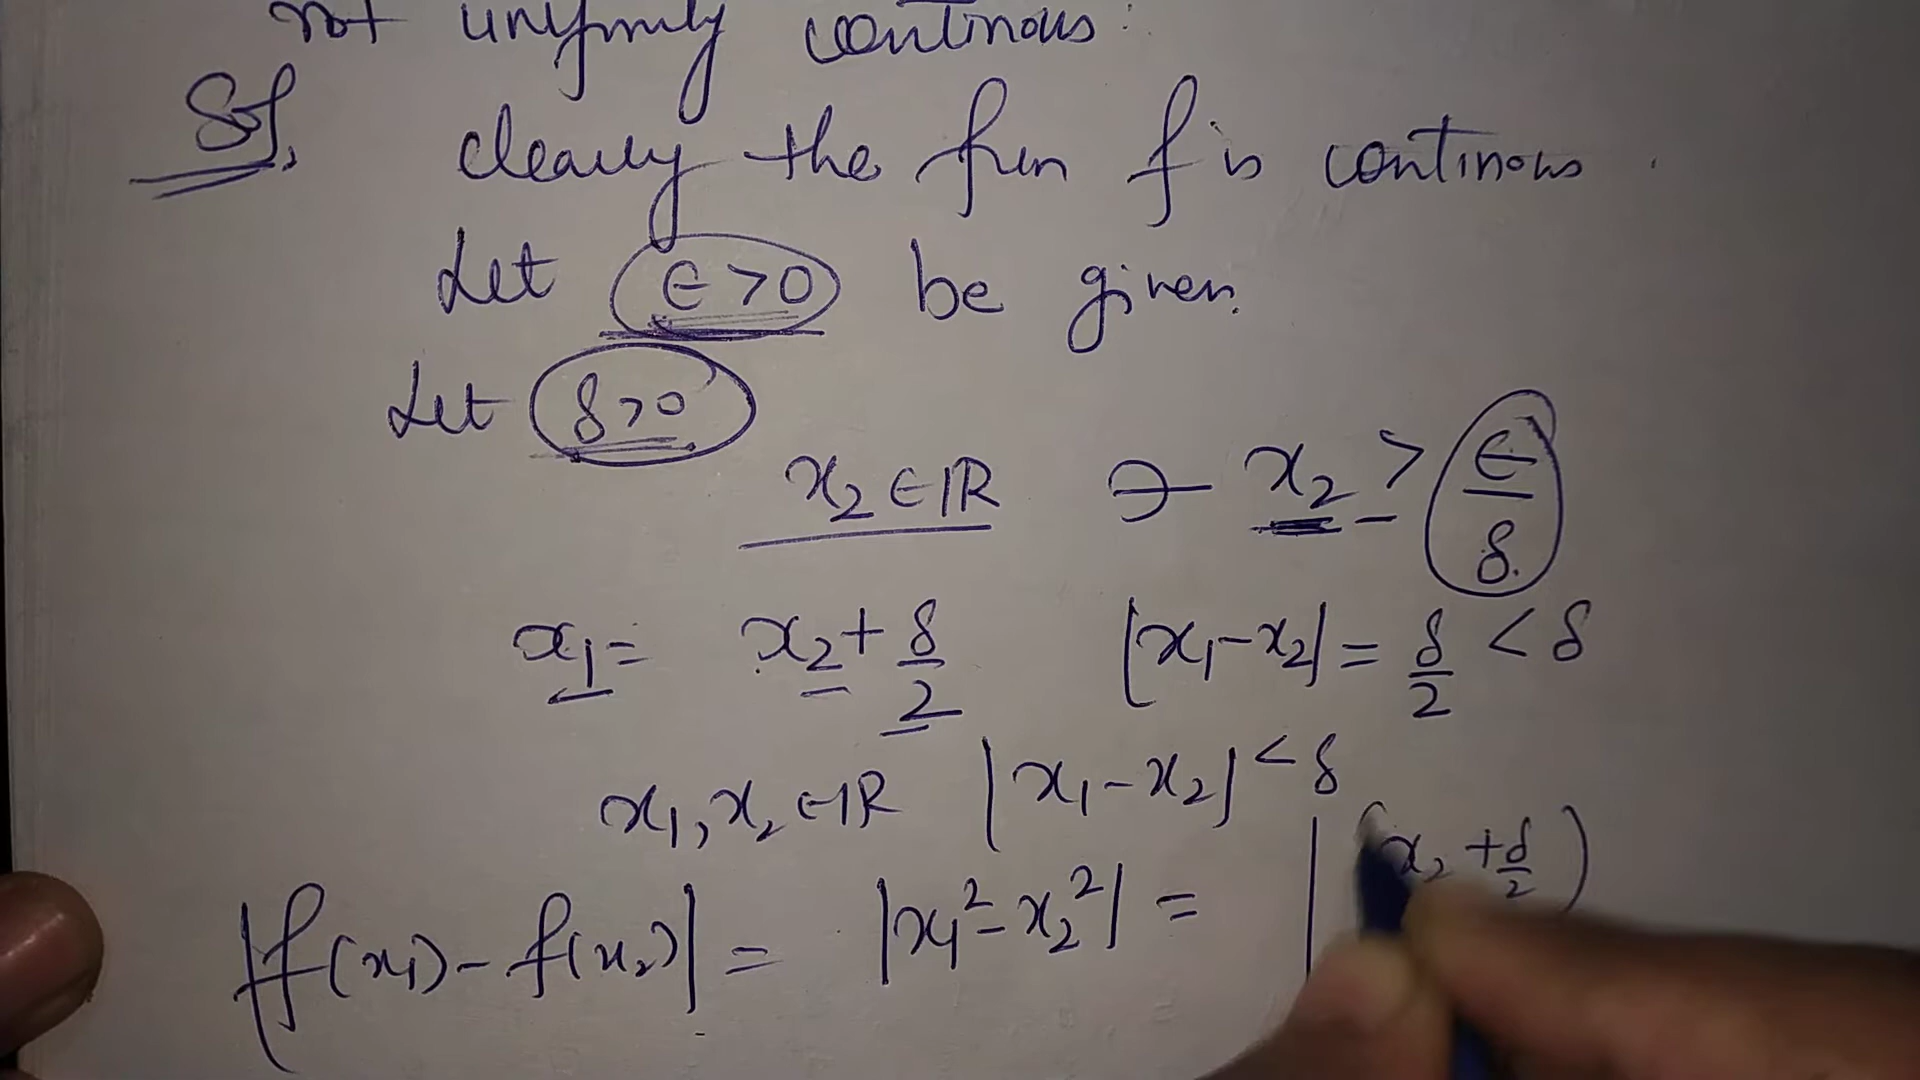 not uniformly continous:
Sol, clearly the fun f is continous.
Let ∈>0 be given.
Let δ>0
x₂∈ℝ ∋ x₂ > ∈/δ.
x₁ = x₂ + δ/2 |x₁-x₂| = δ/2 < δ
x₁, x₂ ∈ ℝ |x₁-x₂| < δ
|f(x₁) - f(x₂)| = |x₁² - x₂²| = |(x₂ + δ/2)